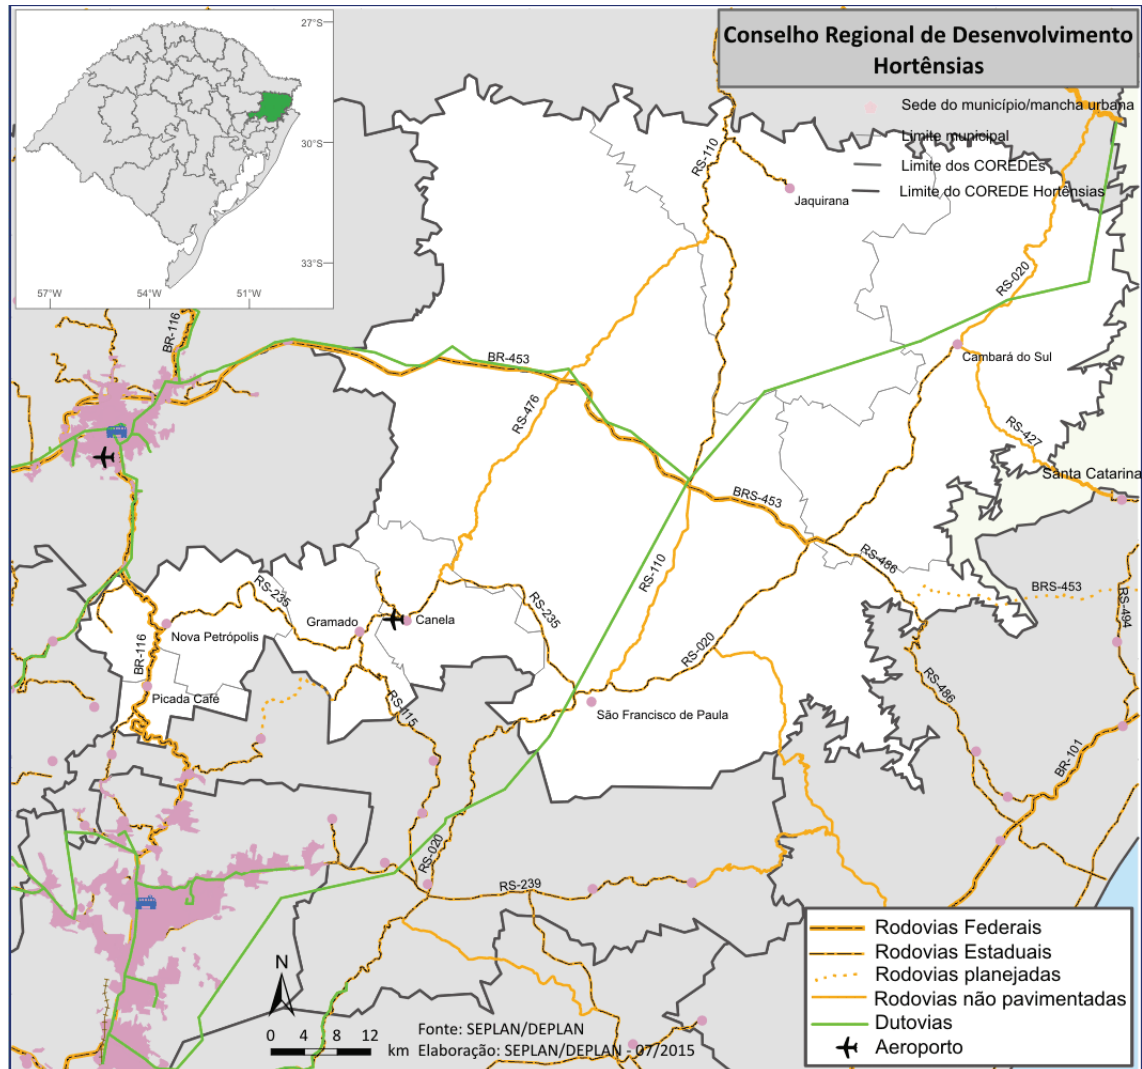 Conselho Regional de Desenvolvimento
Hortênsias
27°S
30°S
33°S
57°W
54°W
51°W
Sede do município/mancha urbana
Limite municipal
Limite dos COREDEs
Limite do COREDE Hortênsias
RS-110
Jaquirana
RS-020
BR-116
BR-453
Cambará do Sul
RS-476
RS-427
Santa Catarina
BRS-453
RS-486
RS-110
BRS-453
RS-235
RS-235
RS-494
Gramado
Canela
Nova Petrópolis
BR-116
RS-020
Picada Café
RS-486
RS-115
São Francisco de Paula
BR-101
RS-020
RS-239
Rodovias Federais
Rodovias Estaduais
Rodovias planejadas
Rodovias não pavimentadas
Dutovias
Aeroporto
N
0 4 8 12
km
Fonte: SEPLAN/DEPLAN
Elaboração: SEPLAN/DEPLAN - 07/2015